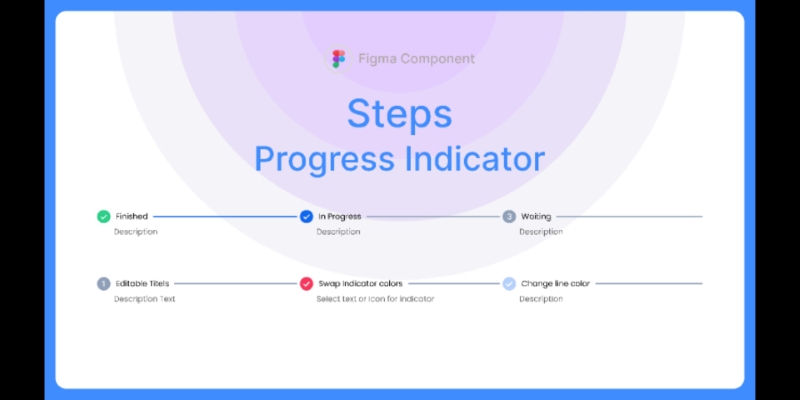 Figma Component
Steps
Progress Indicator
Finished
In Progress
3 Waiting
Description
Description
Description
1 Editable Titels
Swap Indicator colors
Change line color
Description Text
Select text or Icon for indicator
Description